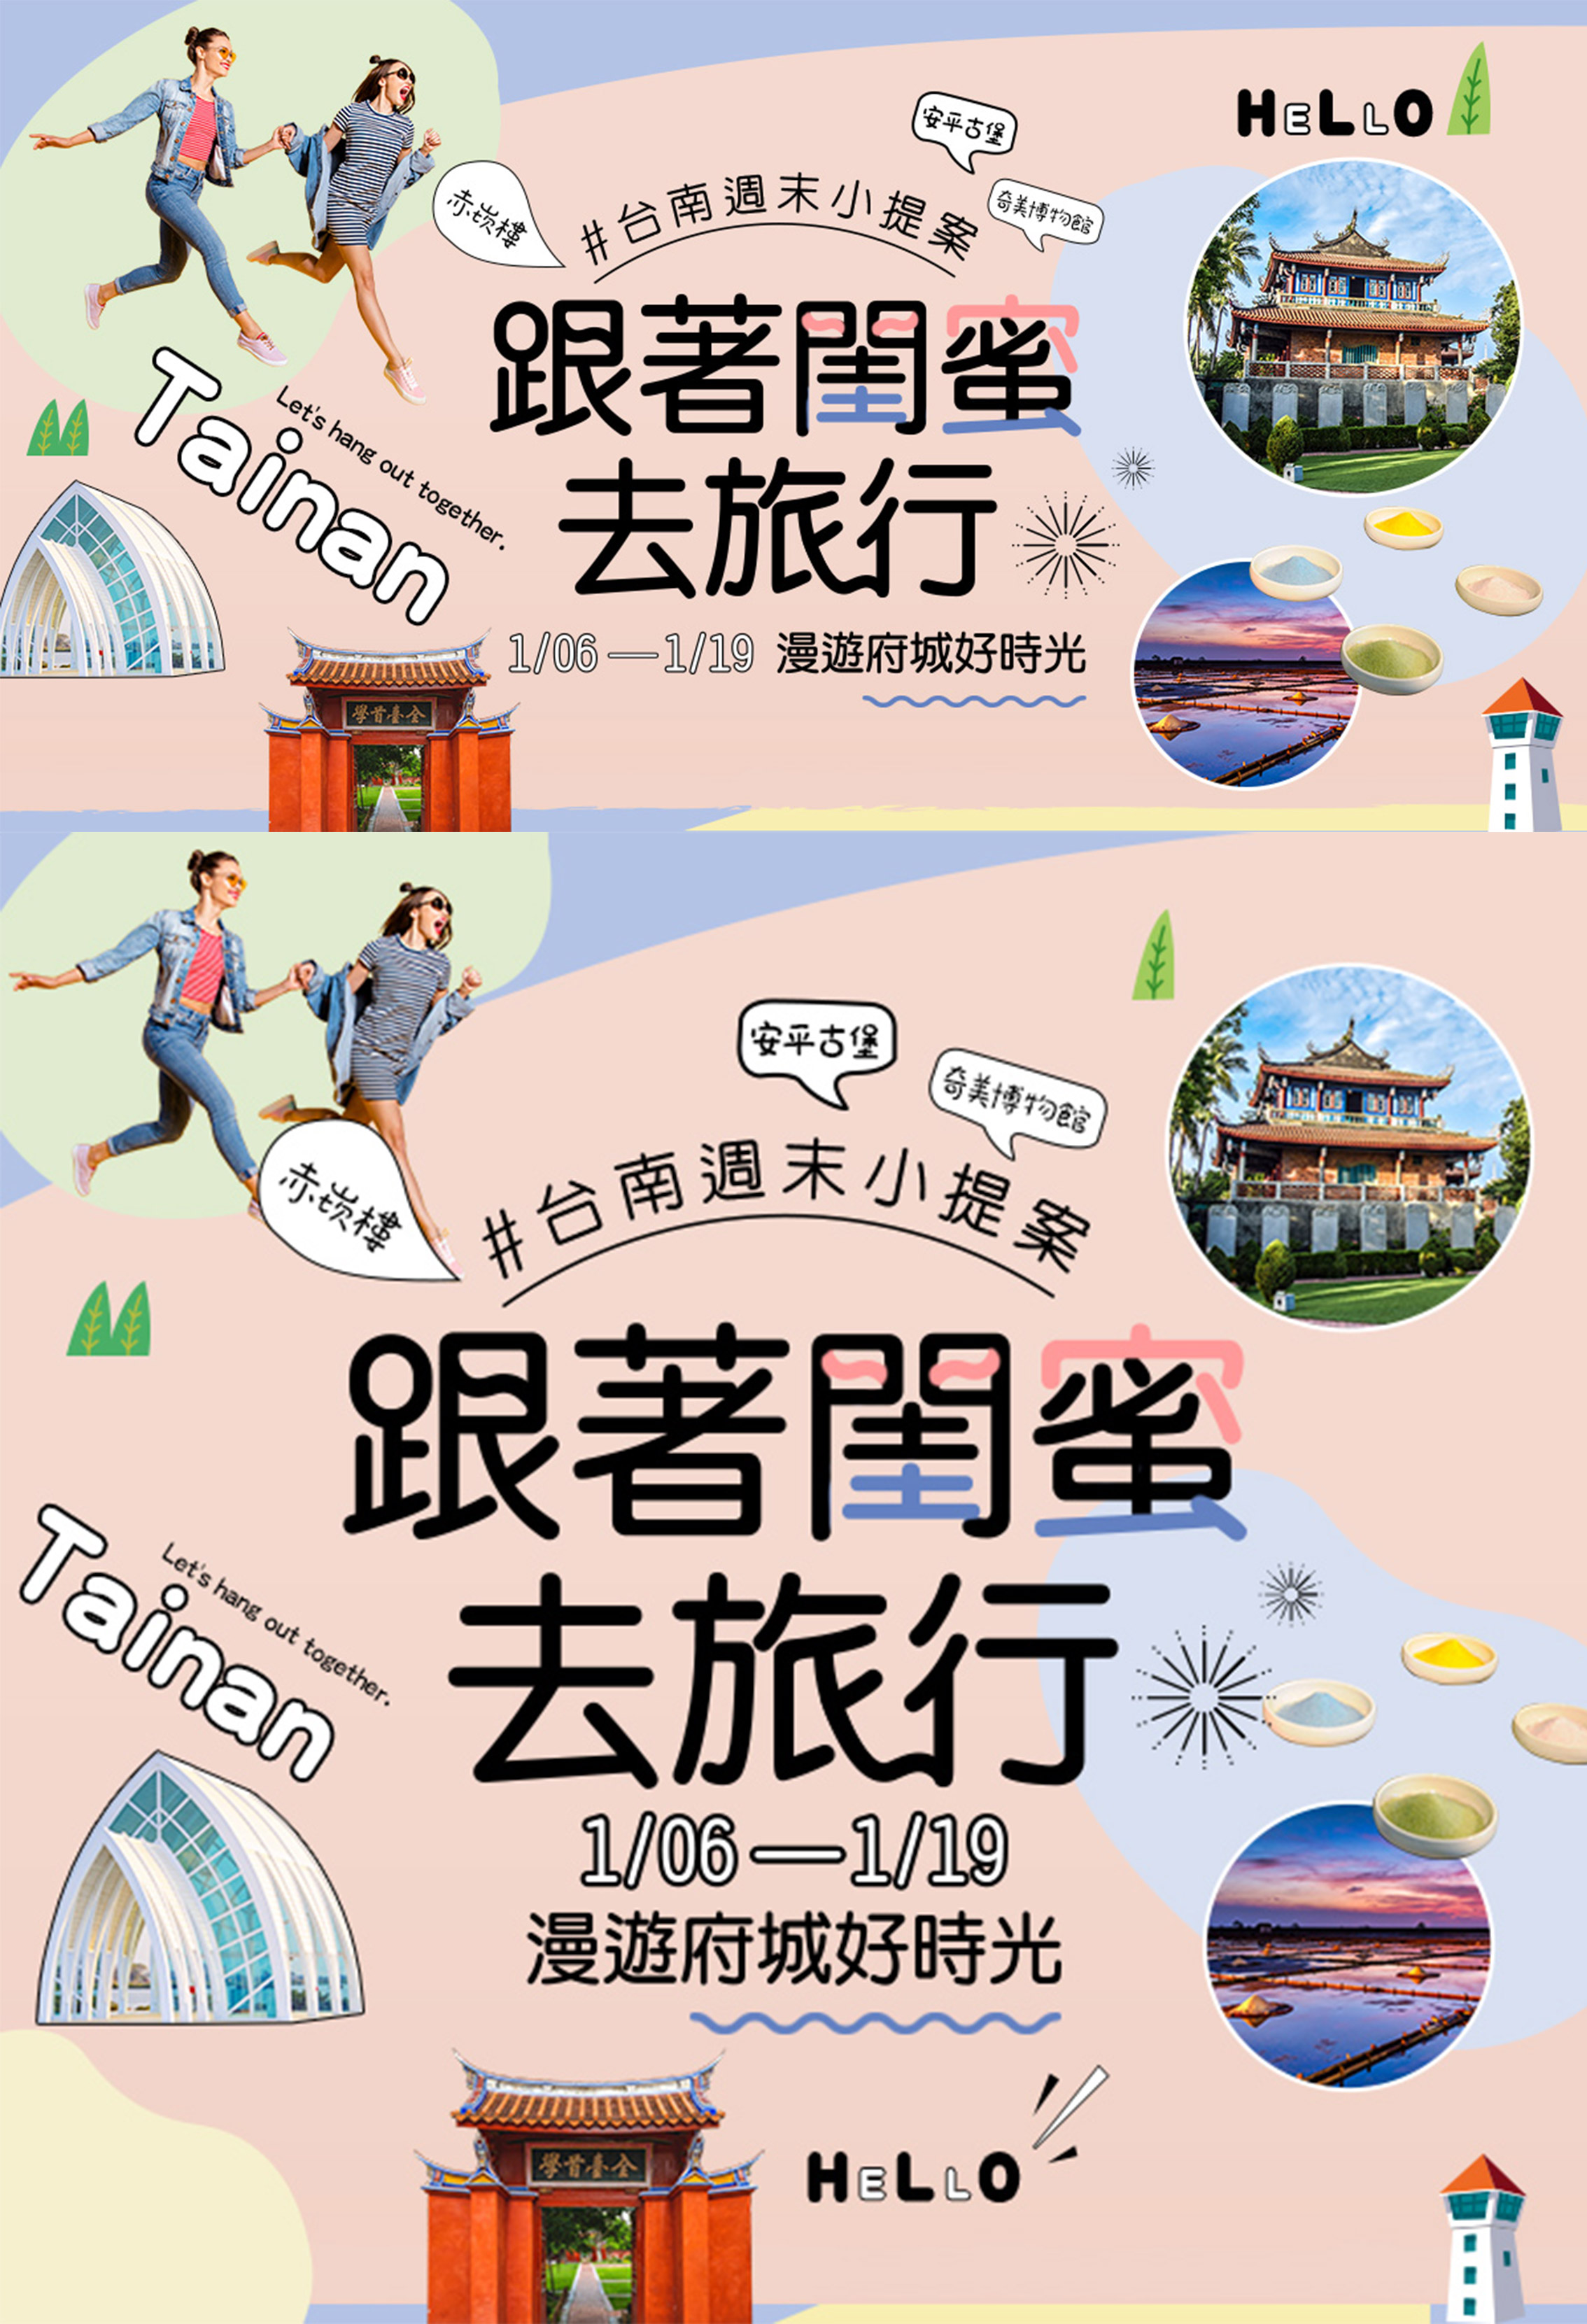 HELLO
安平古堡
奇美博物館
赤崁樓
#台南週末小提案
跟著閨蜜
去旅行
Let's hang out together.
Tainan
1/06—1/19 漫遊府城好時光
學首臺全
安平古堡
奇美博物館
赤崁樓
#台南週末小提案
跟著閨蜜
去旅行
Let's hang out together.
Tainan
1/06—1/19
漫遊府城好時光
學首臺全
HELLO